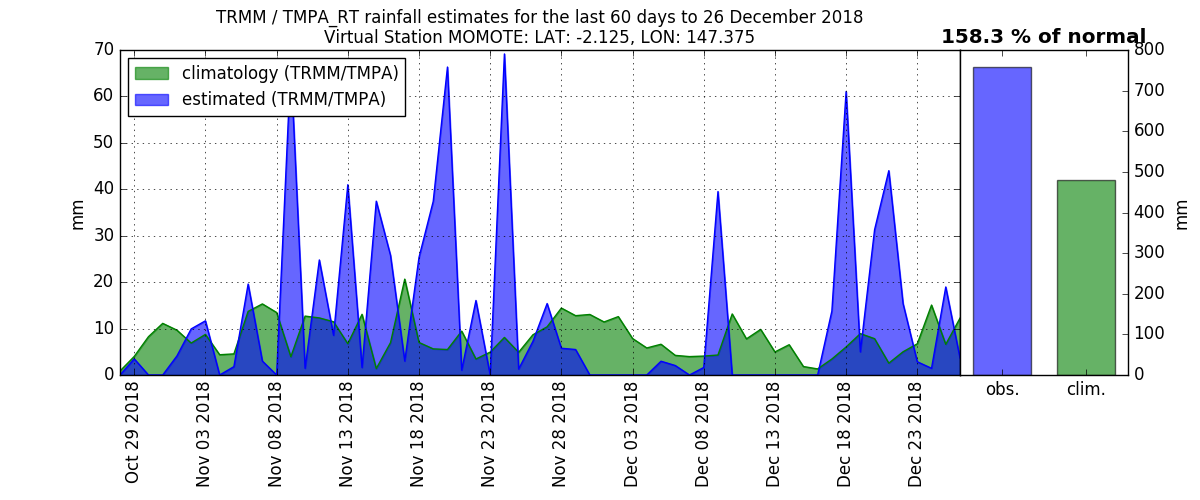 TRMM / TMPA_RT rainfall estimates for the last 60 days to 26 December 2018
Virtual Station MOMOTE: LAT: -2.125, LON: 147.375
158.3 % of normal
climatology (TRMM/TMPA)
estimated (TRMM/TMPA)
mm
70
60
50
40
30
20
10
0
Oct 29 2018
Nov 03 2018
Nov 08 2018
Nov 13 2018
Nov 18 2018
Nov 23 2018
Nov 28 2018
Dec 03 2018
Dec 08 2018
Dec 13 2018
Dec 18 2018
Dec 23 2018
obs.
clim.
800
700
600
500
400
300
200
100
0
mm